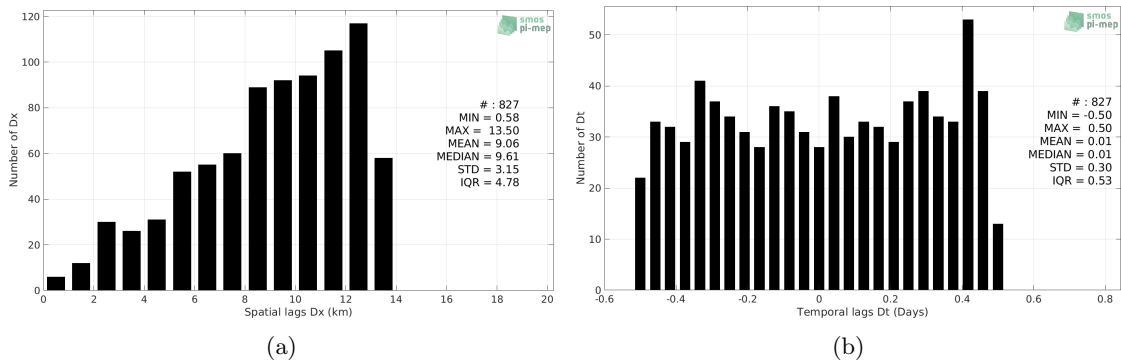 120
100
80
60
40
20
0
Number of Dx
0 2 4 6 8 10 12 14 16 18 20
Spatial lags Dx (km)
smos
pi-mep
# : 827
MIN = 0.58
MAX = 13.50
MEAN = 9.06
MEDIAN = 9.61
STD = 3.15
IQR = 4.78
(a)
50
40
30
20
10
0
Number of Dt
-0.6 -0.4 -0.2 0 0.2 0.4 0.6 0.8
Temporal lags Dt (Days)
smos
pi-mep
# : 827
MIN = -0.50
MAX = 0.50
MEAN = 0.01
MEDIAN = 0.01
STD = 0.30
IQR = 0.53
(b)